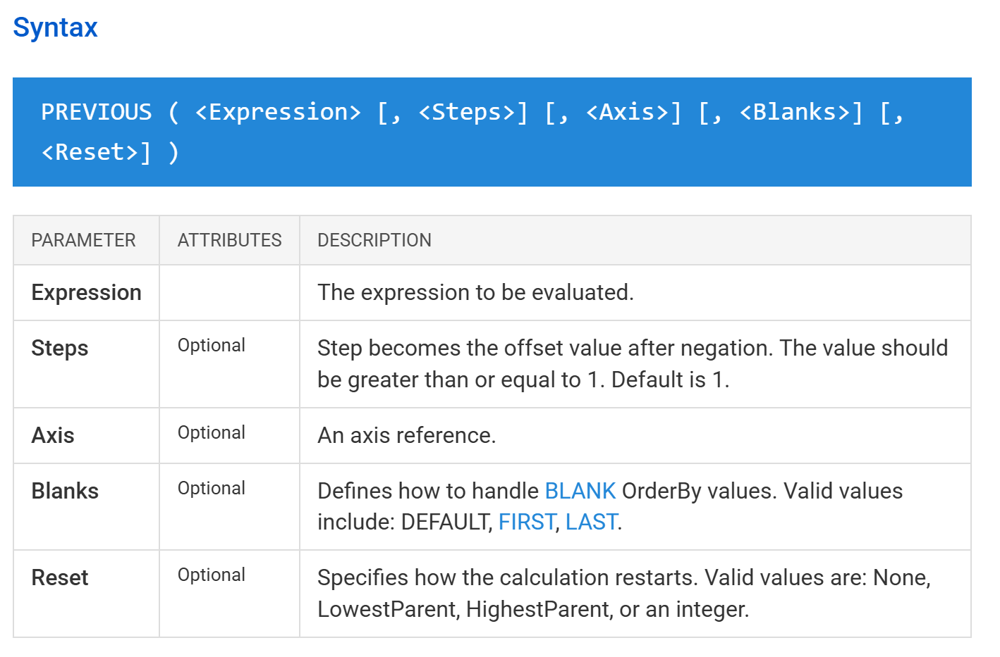 Syntax
PREVIOUS ( <Expression> [, <Steps>] [, <Axis>] [, <Blanks>] [,
<Reset>] )
PARAMETER ATTRIBUTES DESCRIPTION
Expression The expression to be evaluated.
Steps Optional Step becomes the offset value after negation. The value should
be greater than or equal to 1. Default is 1.
Axis Optional An axis reference.
Blanks Optional Defines how to handle BLANK OrderBy values. Valid values
include: DEFAULT, FIRST, LAST.
Reset Optional Specifies how the calculation restarts. Valid values are: None,
LowestParent, HighestParent, or an integer.